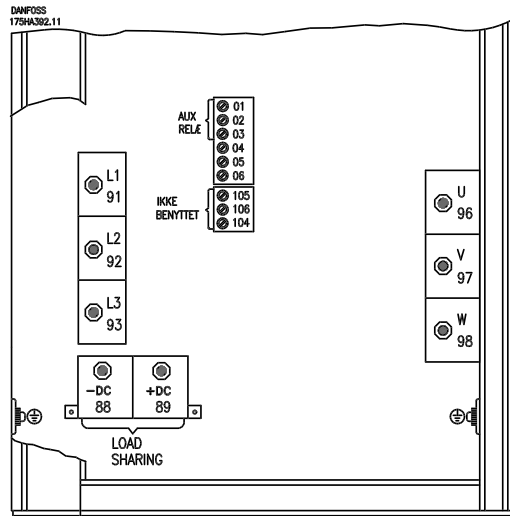 DANFOSS
175HA392.11
AUX
RELÆ
01
02
03
04
05
06
IKKE
BENYTTET
105
106
104
L1
91
L2
92
L3
93
U
96
V
97
W
98
-DC
88
+DC
89
LOAD
SHARING